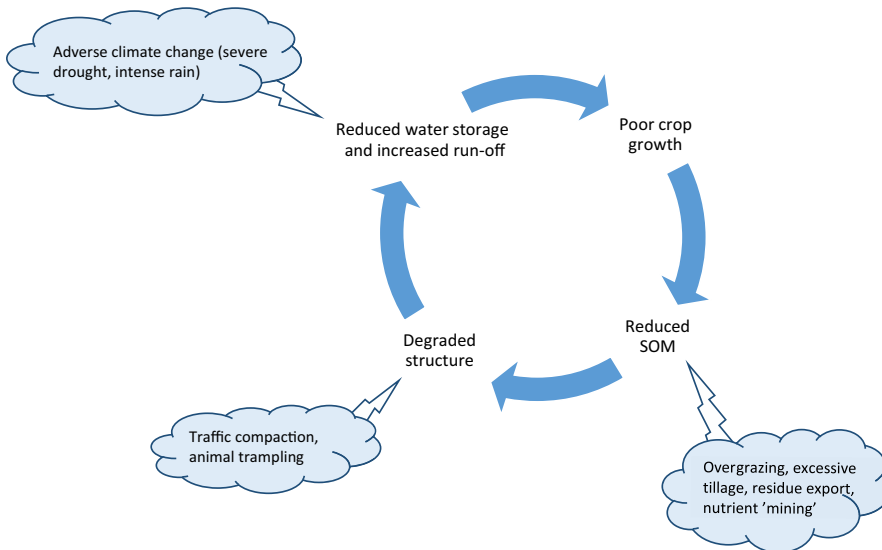 Adverse climate change (severe
drought, intense rain)
Reduced water storage
and increased run-off
Poor crop
growth
Reduced
SOM
Degraded
structure
Traffic compaction,
animal trampling
Overgrazing, excessive
tillage, residue export,
nutrient ’mining’